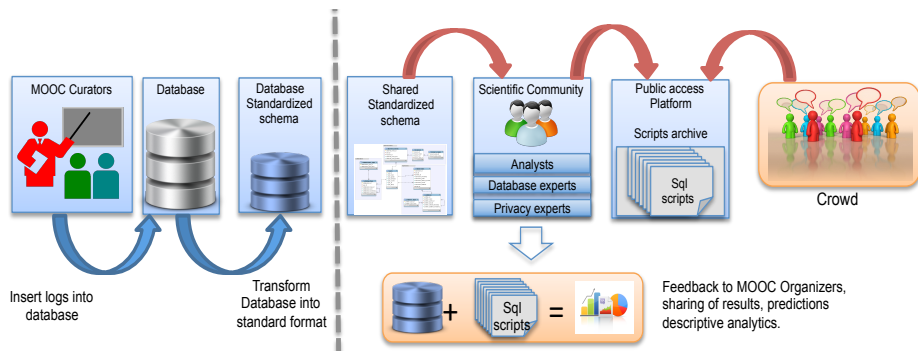 MOOC Curators
Database
Database
Standardized
schema
Insert logs into
database
Transform
Database into
standard format
Shared
Standardized
schema
Scientific Community
Analysts
Database experts
Privacy experts
Public access
Platform
Scripts archive
Sql
scripts
Crowd
+
Sql
scripts
=
Feedback to MOOC Organizers,
sharing of results, predictions
descriptive analytics.